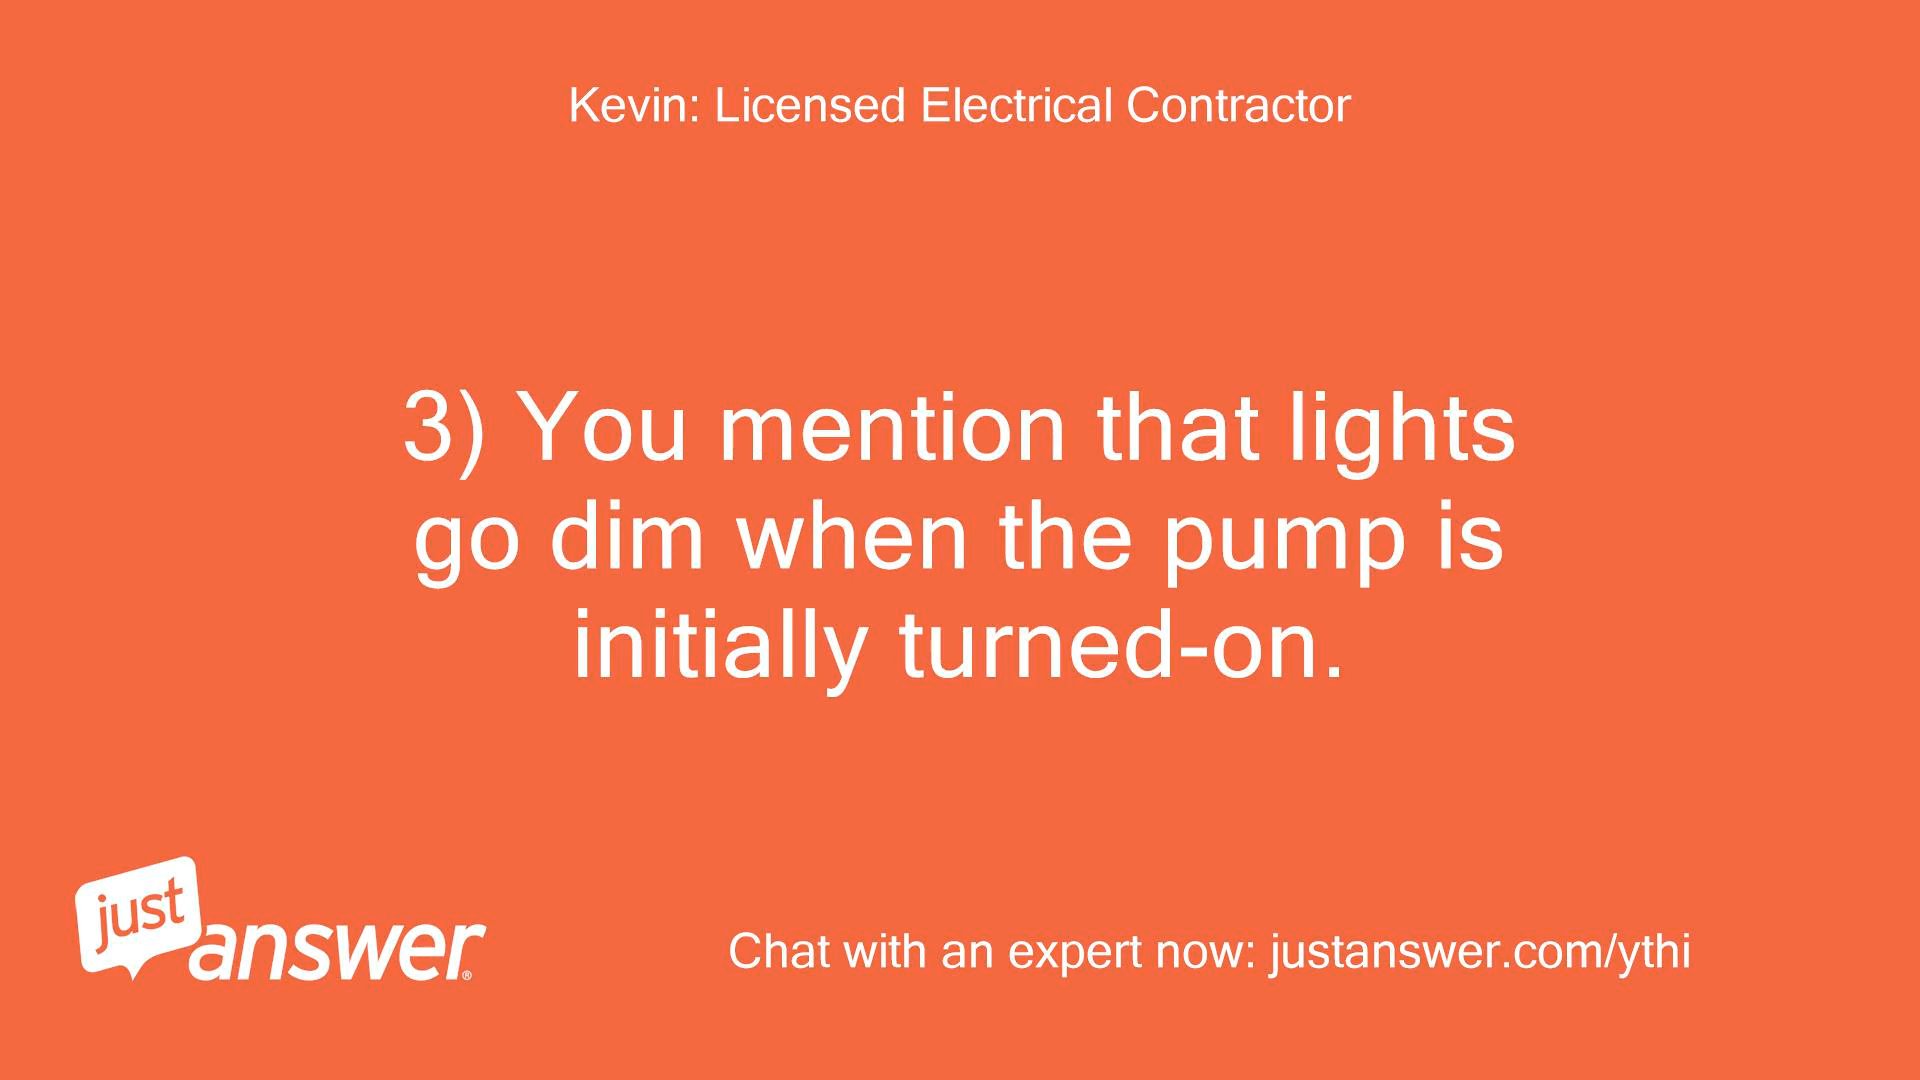 Kevin: Licensed Electrical Contractor
3) You mention that lights
go dim when the pump is
initially turned-on.
just
answer®
Chat with an expert now: justanswer.com/ythi